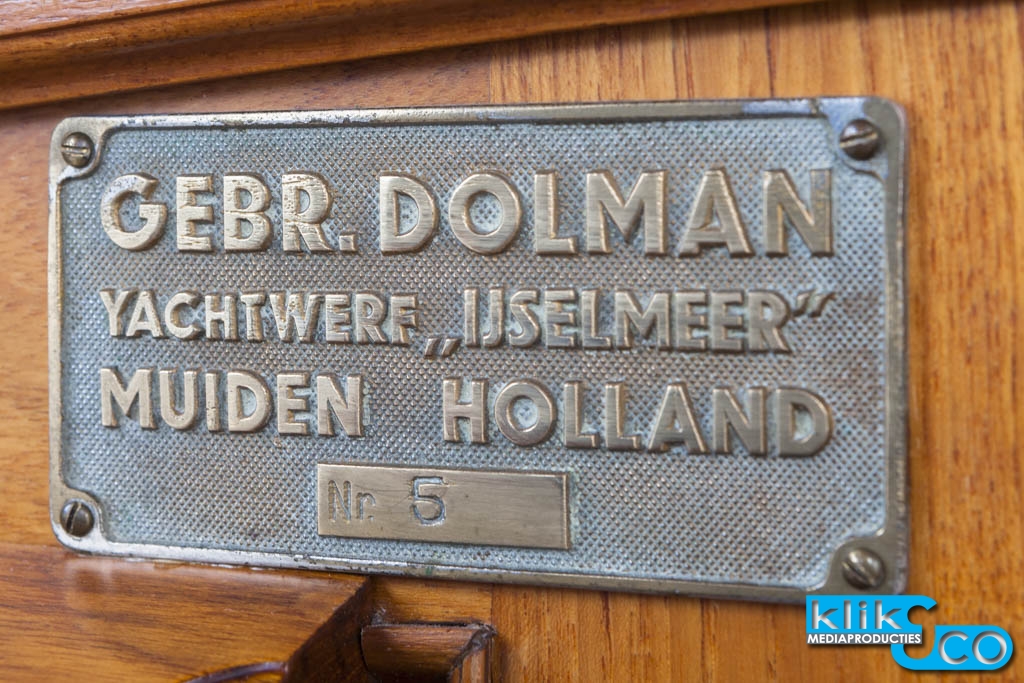 GEBR. DOLMAN
YACHTWERF „IJSELMEER”
MUIDEN HOLLAND
Nr. 5
klik
MEDIAPRODUCTIES
& CO